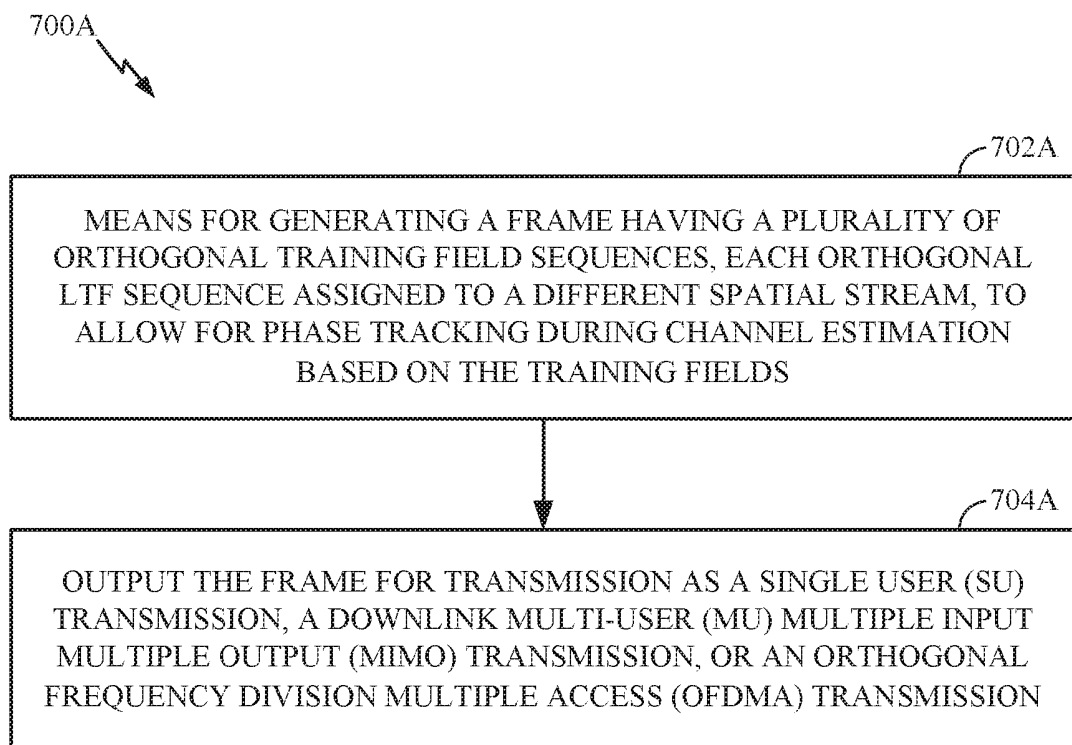 700A
702A
MEANS FOR GENERATING A FRAME HAVING A PLURALITY OF
ORTHOGONAL TRAINING FIELD SEQUENCES, EACH ORTHOGONAL
LTF SEQUENCE ASSIGNED TO A DIFFERENT SPATIAL STREAM, TO
ALLOW FOR PHASE TRACKING DURING CHANNEL ESTIMATION
BASED ON THE TRAINING FIELDS
704A
OUTPUT THE FRAME FOR TRANSMISSION AS A SINGLE USER (SU)
TRANSMISSION, A DOWNLINK MULTI-USER (MU) MULTIPLE INPUT
MULTIPLE OUTPUT (MIMO) TRANSMISSION, OR AN ORTHOGONAL
FREQUENCY DIVISION MULTIPLE ACCESS (OFDMA) TRANSMISSION